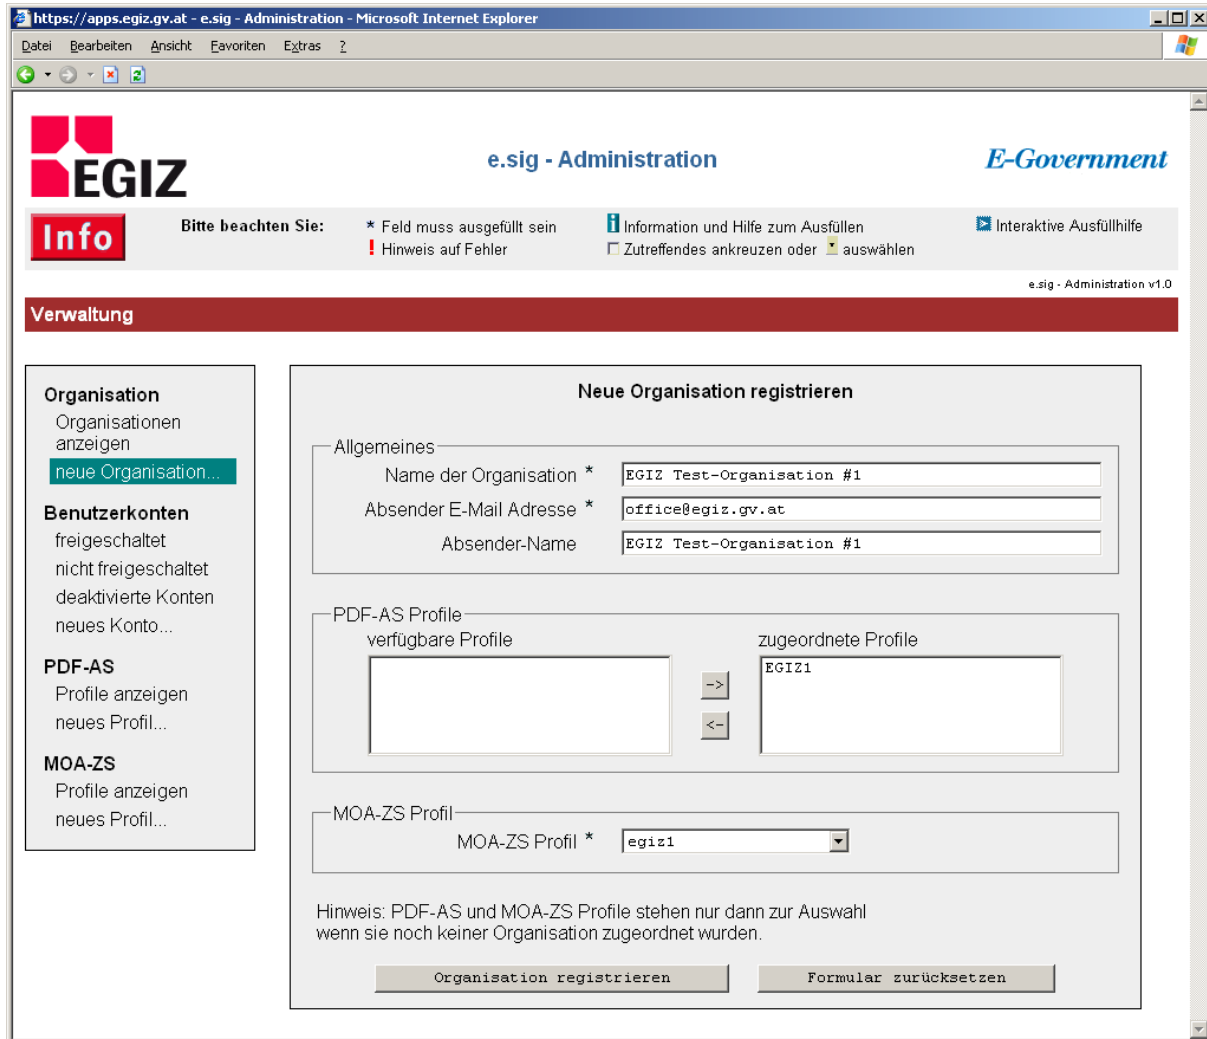 https://apps.egiz.gv.at - e.sig - Administration - Microsoft Internet Explorer
Datei Bearbeiten Ansicht Favoriten Extras ?
EGIZ
e.sig - Administration
E-Government
Info
Bitte beachten Sie:
* Feld muss ausgefüllt sein
! Hinweis auf Fehler
i Information und Hilfe zum Ausfüllen
Zutreffendes ankreuzen oder auswählen
Interaktive Ausfüllhilfe
e.sig - Administration v1.0
Verwaltung
Organisation
Organisationen
anzeigen
neue Organisation...
Benutzerkonten
freigeschaltet
nicht freigeschaltet
deaktivierte Konten
neues Konto...
PDF-AS
Profile anzeigen
neues Profil...
MOA-ZS
Profile anzeigen
neues Profil...
Neue Organisation registrieren
Allgemeines
Name der Organisation * EGIZ Test-Organisation #1
Absender E-Mail Adresse * office@egiz.gv.at
Absender-Name EGIZ Test-Organisation #1
PDF-AS Profile
verfügbare Profile
zugeordnete Profile
EGIZ1
->
<-
MOA-ZS Profil
MOA-ZS Profil * egiz1
Hinweis: PDF-AS und MOA-ZS Profile stehen nur dann zur Auswahl
wenn sie noch keiner Organisation zugeordnet wurden.
Organisation registrieren
Formular zurücksetzen